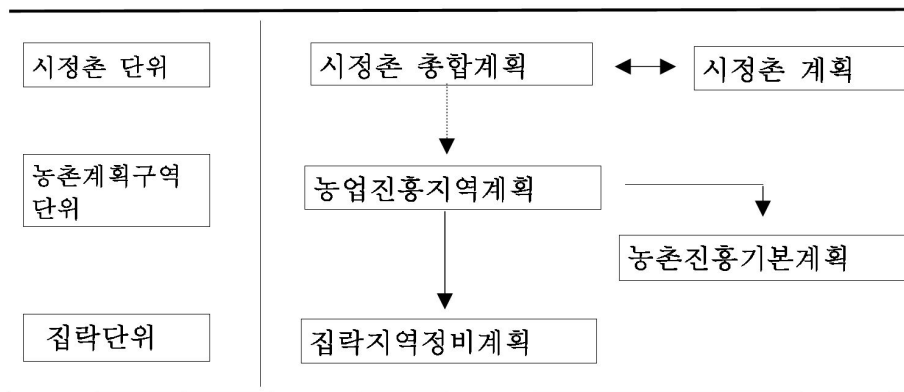 시정촌 단위
시정촌 총합계획
시정촌 계획
농촌계획구역
단위
농업진흥지역계획
농촌진흥기본계획
집락단위
집락지역정비계획